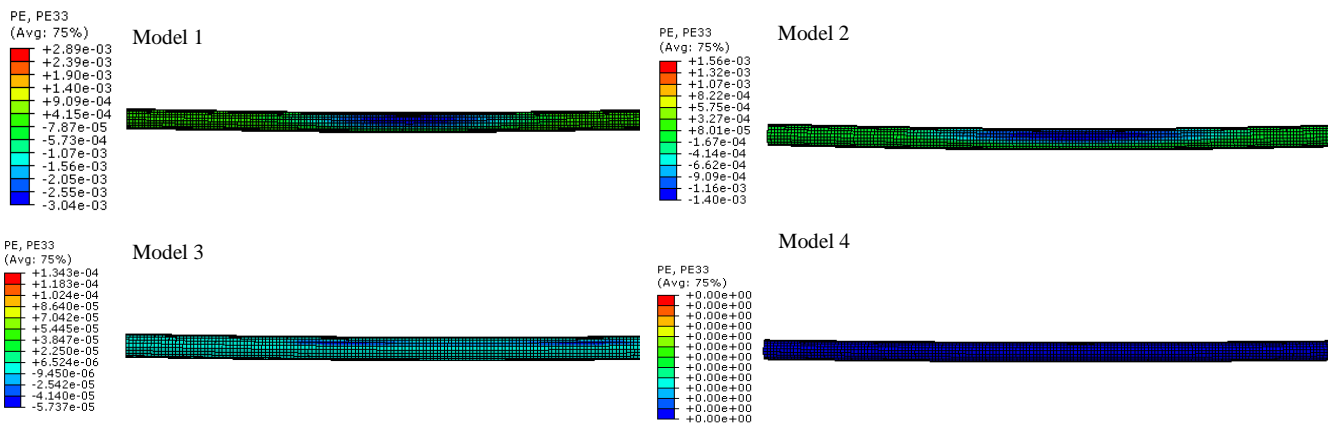 PE, PE33
(Avg: 75%)
+2.89e-03
+2.39e-03
+1.90e-03
+1.40e-03
+9.09e-04
+4.15e-04
-7.87e-05
-5.73e-04
-1.07e-03
-1.56e-03
-2.05e-03
-2.55e-03
-3.04e-03
Model 1
PE, PE33
(Avg: 75%)
+1.56e-03
+1.32e-03
+1.07e-03
+8.22e-04
+5.75e-04
+3.27e-04
+8.01e-05
-1.67e-04
-4.14e-04
-6.62e-04
-9.09e-04
-1.16e-03
-1.40e-03
Model 2
PE, PE33
(Avg: 75%)
+1.343e-04
+1.183e-04
+1.024e-04
+8.640e-05
+7.042e-05
+5.445e-05
+3.847e-05
+2.250e-05
+6.524e-06
-9.450e-06
-2.542e-05
-4.140e-05
-5.737e-05
Model 3
PE, PE33
(Avg: 75%)
+0.00e+00
+0.00e+00
+0.00e+00
+0.00e+00
+0.00e+00
+0.00e+00
+0.00e+00
+0.00e+00
+0.00e+00
+0.00e+00
+0.00e+00
+0.00e+00
+0.00e+00
Model 4